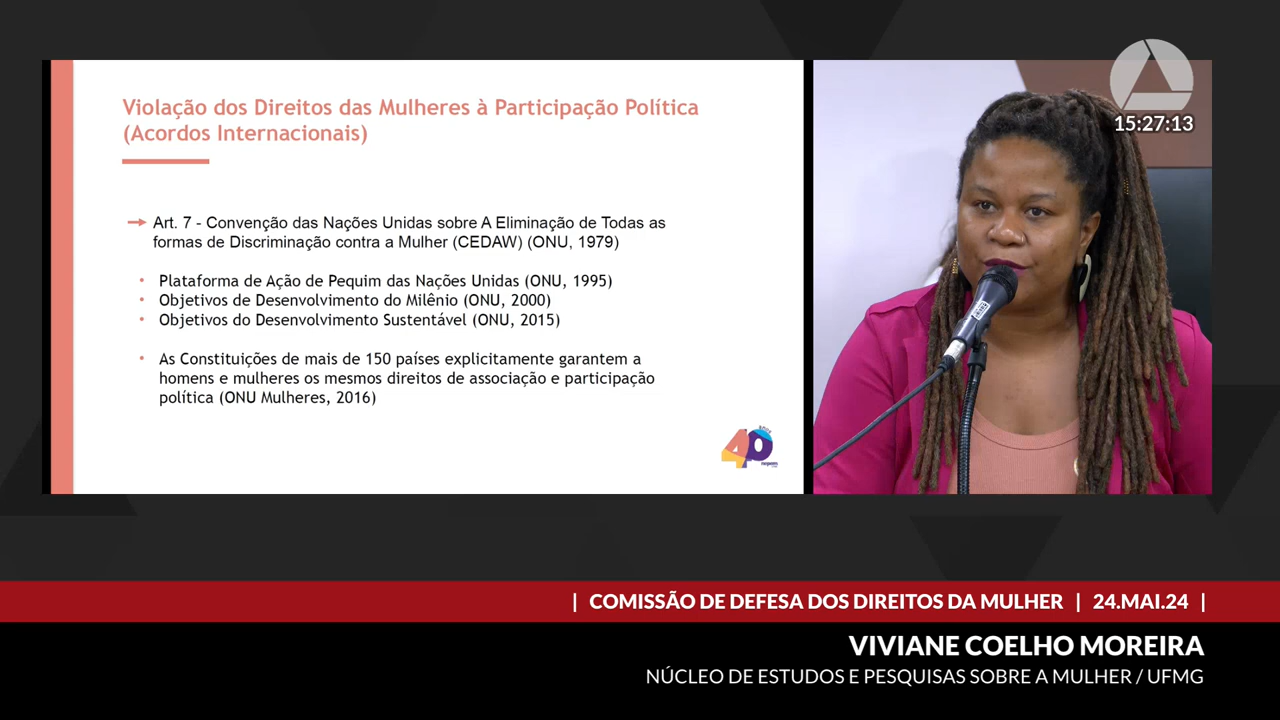 Violação dos Direitos das Mulheres à Participação Política
(Acordos Internacionais)
Art. 7 - Convenção das Nações Unidas sobre A Eliminação de Todas as
formas de Discriminação contra a Mulher (CEDAW) (ONU, 1979)
• Plataforma de Ação de Pequim das Nações Unidas (ONU, 1995)
• Objetivos de Desenvolvimento do Milênio (ONU, 2000)
• Objetivos do Desenvolvimento Sustentável (ONU, 2015)
• As Constituições de mais de 150 países explicitamente garantem a
homens e mulheres os mesmos direitos de associação e participação
política (ONU Mulheres, 2016)
40
15:27:13
| COMISSÃO DE DEFESA DOS DIREITOS DA MULHER | 24.MAI.24 |
VIVIANE COELHO MOREIRA
NÚCLEO DE ESTUDOS E PESQUISAS SOBRE A MULHER / UFMG